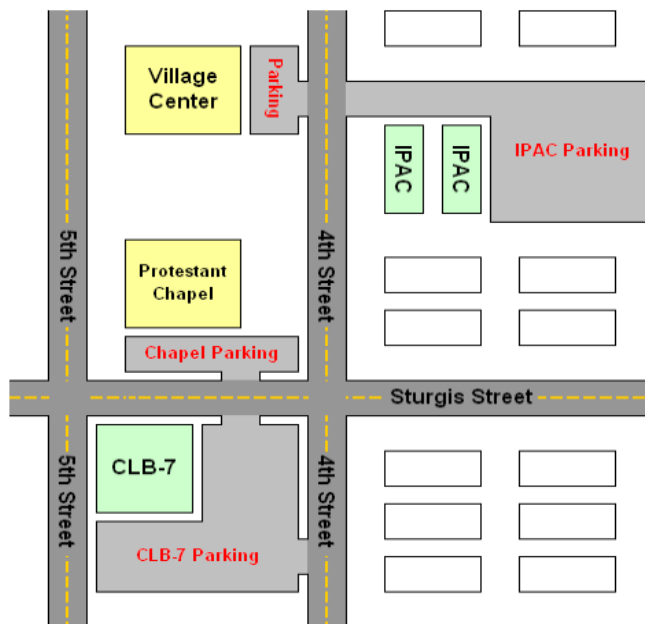 Village
Center
Parking
IPAC
IPAC
IPAC Parking
5th Street
4th Street
Protestant
Chapel
Chapel Parking
Sturgis Street
CLB-7
5th Street
4th Street
CLB-7 Parking